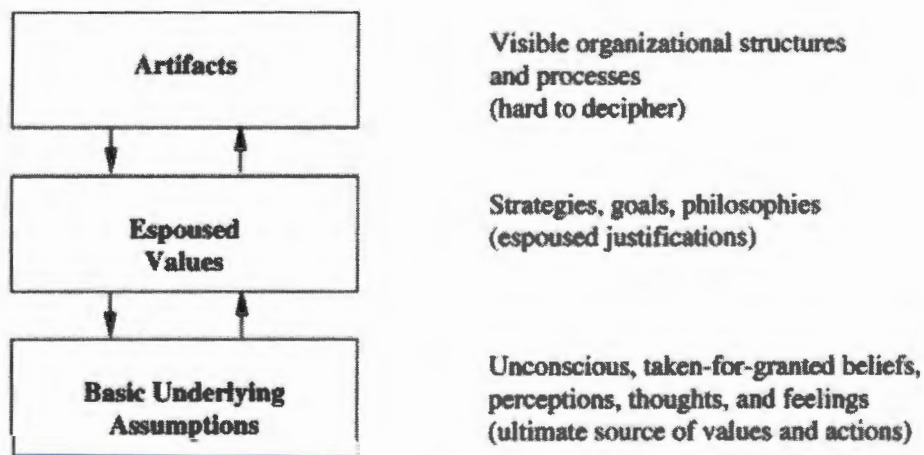 Artifacts
Visible organizational structures
and processes
(hard to decipher)
Espoused
Values
Strategies, goals, philosophies
(espoused justifications)
Basic Underlying
Assumptions
Unconscious, taken-for-granted beliefs,
perceptions, thoughts, and feelings
(ultimate source of values and actions)